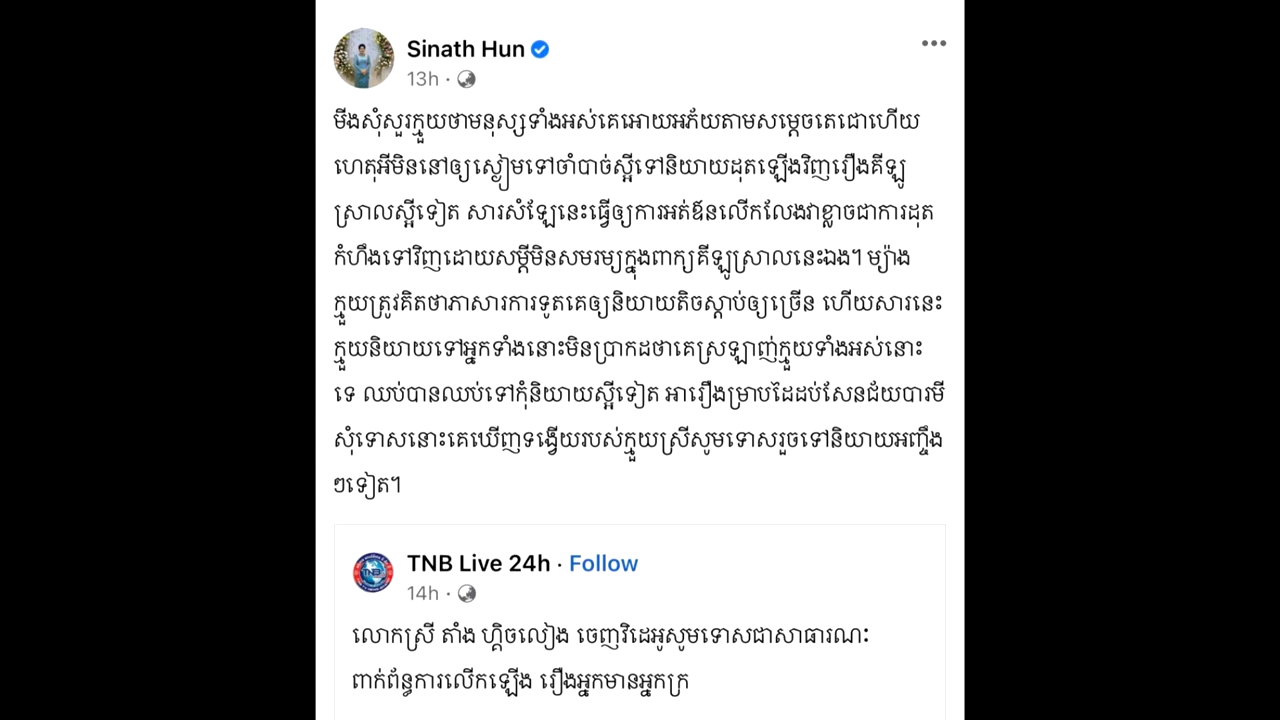 Sinath Hun
13h ·
មីងសុំសួរក្មួយថាមនុស្សទាំងអស់គេអោយអភ័យតាមសម្ដេចតេជោហើយ
ហេតុអីមិននៅឲ្យស្ងៀមទៅចាំបាច់ស្អីទៅនិយាយដុតឡើងវិញរឿងគីឡូ
ស្រាលស្អីទៀត សារសំឡែនេះធ្វើឲ្យការអត់ឪនលើកលែងវាខ្លាចជាការដុត
កំហឹងទៅវិញដោយសម្ដីមិនសមរម្យក្នុងពាក្យគីឡូស្រាលនេះឯង។ ម្យ៉ាង
ក្មួយត្រូវគិតថាភាសារការទូតគេឲ្យនិយាយតិចស្ដាប់ឲ្យច្រើន ហើយសារនេះ
ក្មួយនិយាយទៅអ្នកទាំងនោះមិនប្រាកដថាគេស្រឡាញ់ក្មួយទាំងអស់នោះ
ទេ ឈប់បានឈប់ទៅកុំនិយាយស្អីទៀត អារឿងម្រាបដៃដប់សែនជ័យបារមី
សុំទោសនោះគេឃើញទង្វើយរបស់ក្មួយស្រីសូមទោសរួចទៅនិយាយអញ្ចឹង
ៗទៀត។
TNB Live 24h · Follow
14h ·
លោកស្រី តាំង ហ្គិចលៀង ចេញវិដេអូសូមទោសជាសាធារណៈ
ពាក់ព័ន្ធការលើកឡើង រឿងអ្នកមានអ្នកក្រ